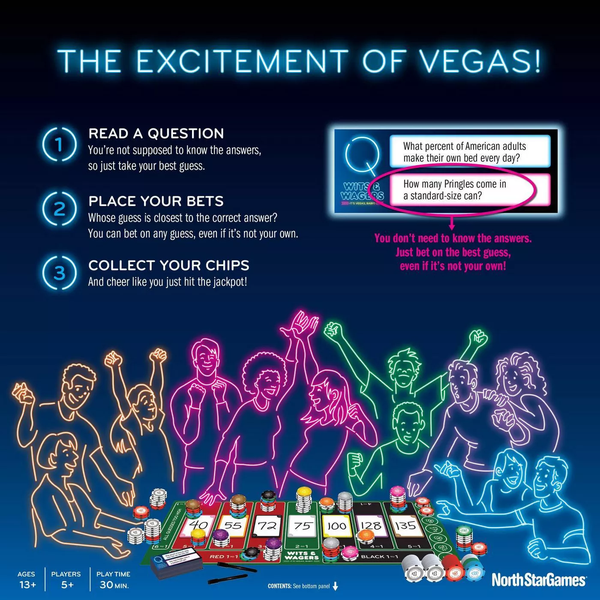 THE EXCITEMENT OF VEGAS!
1
READ A QUESTION
You're not supposed to know the answers,
so just take your best guess.
2
PLACE YOUR BETS
Whose guess is closest to the correct answer?
You can bet on any guess, even if it's not your own.
3
COLLECT YOUR CHIPS
And cheer like you just hit the jackpot!
Q
WITS &
WAGERS
What percent of American adults
make their own bed every day?
How many Pringles come in
a standard-size can?
You don't need to know the answers.
Just bet on the best guess,
even if it's not your own!
40 55 72 75 100 128 135
RED 1–1
WITS &
WAGERS
BLACK 1–1
AGES
13+
PLAYERS
5+
PLAY TIME
30 MIN.
CONTENTS: See bottom panel
NorthStarGames